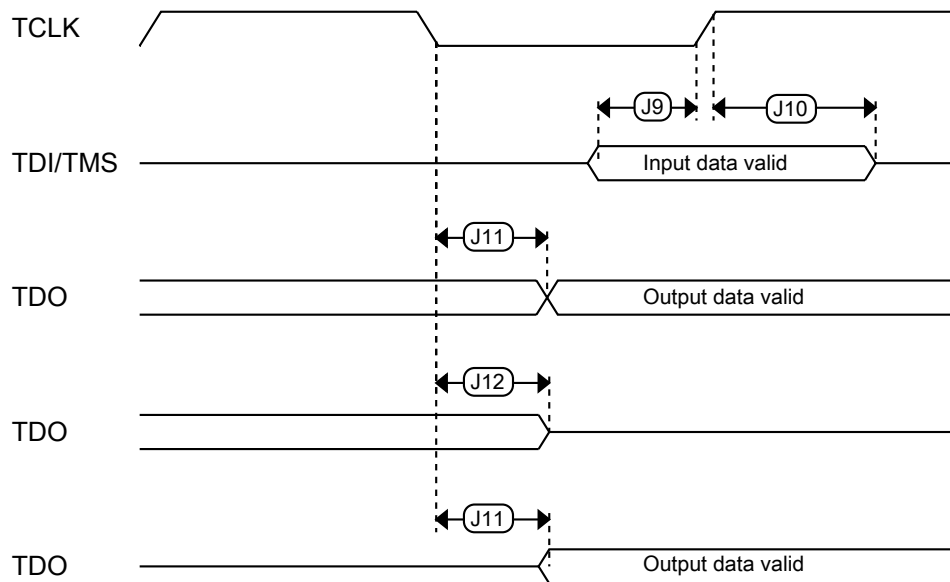 TCLK
J9
J10
TDI/TMS
Input data valid
J11
TDO
Output data valid
J12
TDO
J11
TDO
Output data valid